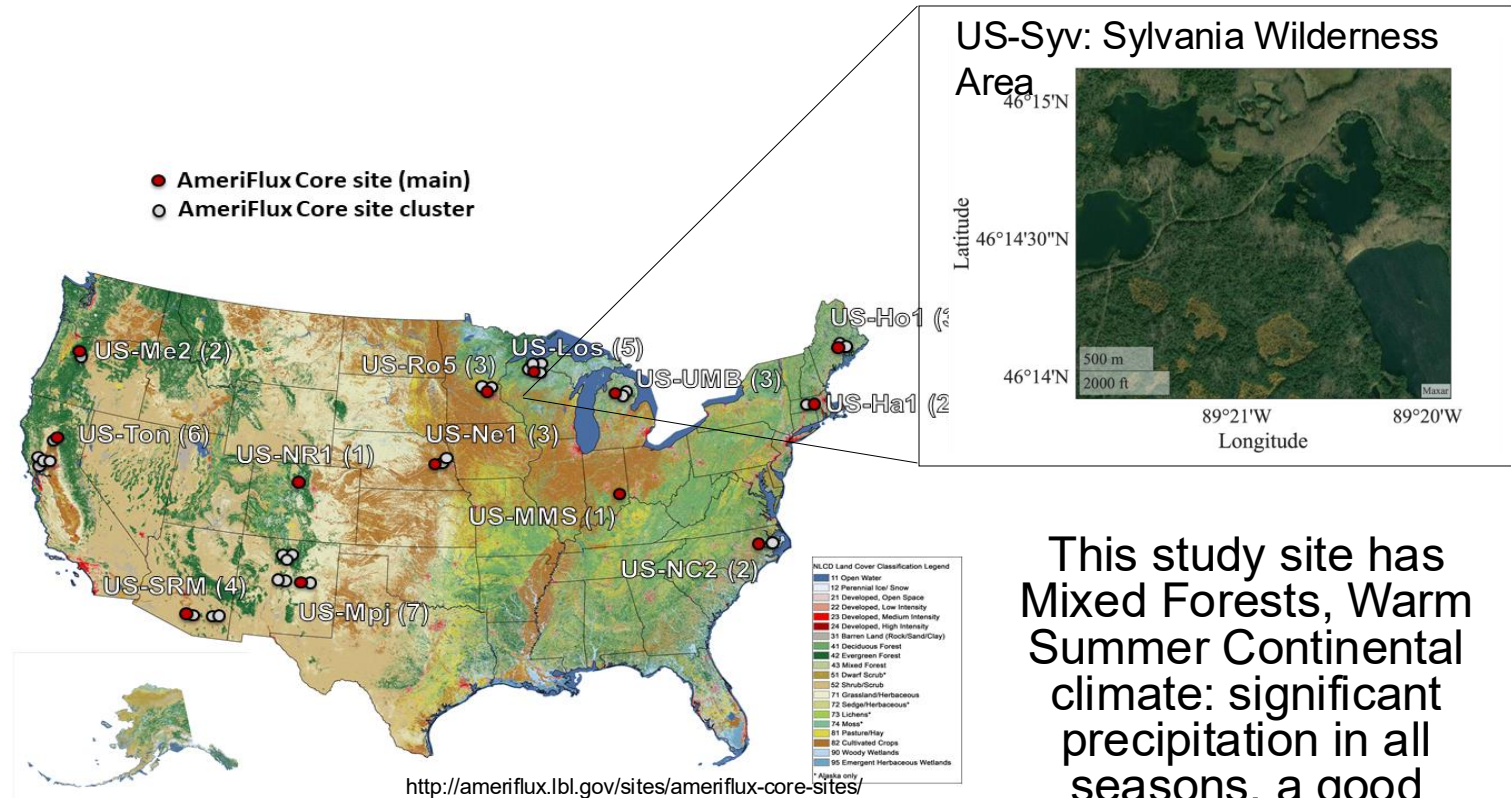 US-Syv: Sylvania Wilderness
Area
46°15'N
46°14'30"N
46°14'N
Latitude
500 m
2000 ft
Maxar
89°21'W
89°20'W
Longitude
AmeriFlux Core site (main)
AmeriFlux Core site cluster
US-Ho1 (3
US-Me2 (2)
US-Ro5 (3)
US-Los (5)
US-UMB (3)
US-Ha1 (2
US-Ton (6)
US-NR1 (1)
US-Ne1 (3)
US-MMS (1)
US-NC2 (2)
US-SRM (4)
US-Mpj (7)
NLCD Land Cover Classification Legend
11 Open Water
12 Perennial Ice/ Snow
21 Developed, Open Space
22 Developed, Low Intensity
23 Developed, Medium Intensity
24 Developed, High Intensity
31 Barren Land (Rock/Sand/Clay)
41 Deciduous Forest
42 Evergreen Forest
43 Mixed Forest
51 Dwarf Scrub*
52 Shrub/Scrub
71 Grassland/Herbaceous
72 Sedge/Herbaceous*
73 Lichens*
74 Moss*
81 Pasture/Hay
82 Cultivated Crops
90 Woody Wetlands
95 Emergent Herbaceous Wetlands
* Alaska only
http://ameriflux.lbl.gov/sites/ameriflux-core-sites/
This study site has
Mixed Forests, Warm
Summer Continental
climate: significant
precipitation in all
seasons, a good